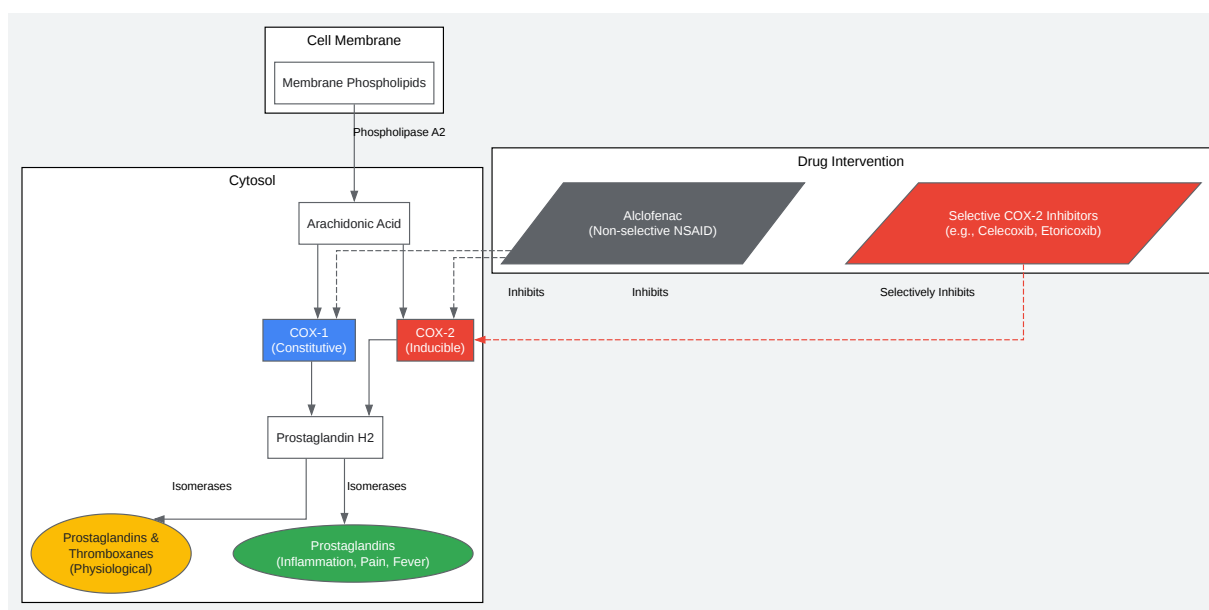 Cell Membrane
Membrane Phospholipids
Phospholipase A2
Drug Intervention
Cytosol
Alclofenac
(Non-selective NSAID)
Selective COX-2 Inhibitors
(e.g., Celecoxib, Etoricoxib)
Arachidonic Acid
Inhibits
Inhibits
Selectively Inhibits
COX-1
(Constitutive)
COX-2
(Inducible)
Prostaglandin H2
Isomerases
Isomerases
Prostaglandins &
Thromboxanes
(Physiological)
Prostaglandins
(Inflammation, Pain, Fever)